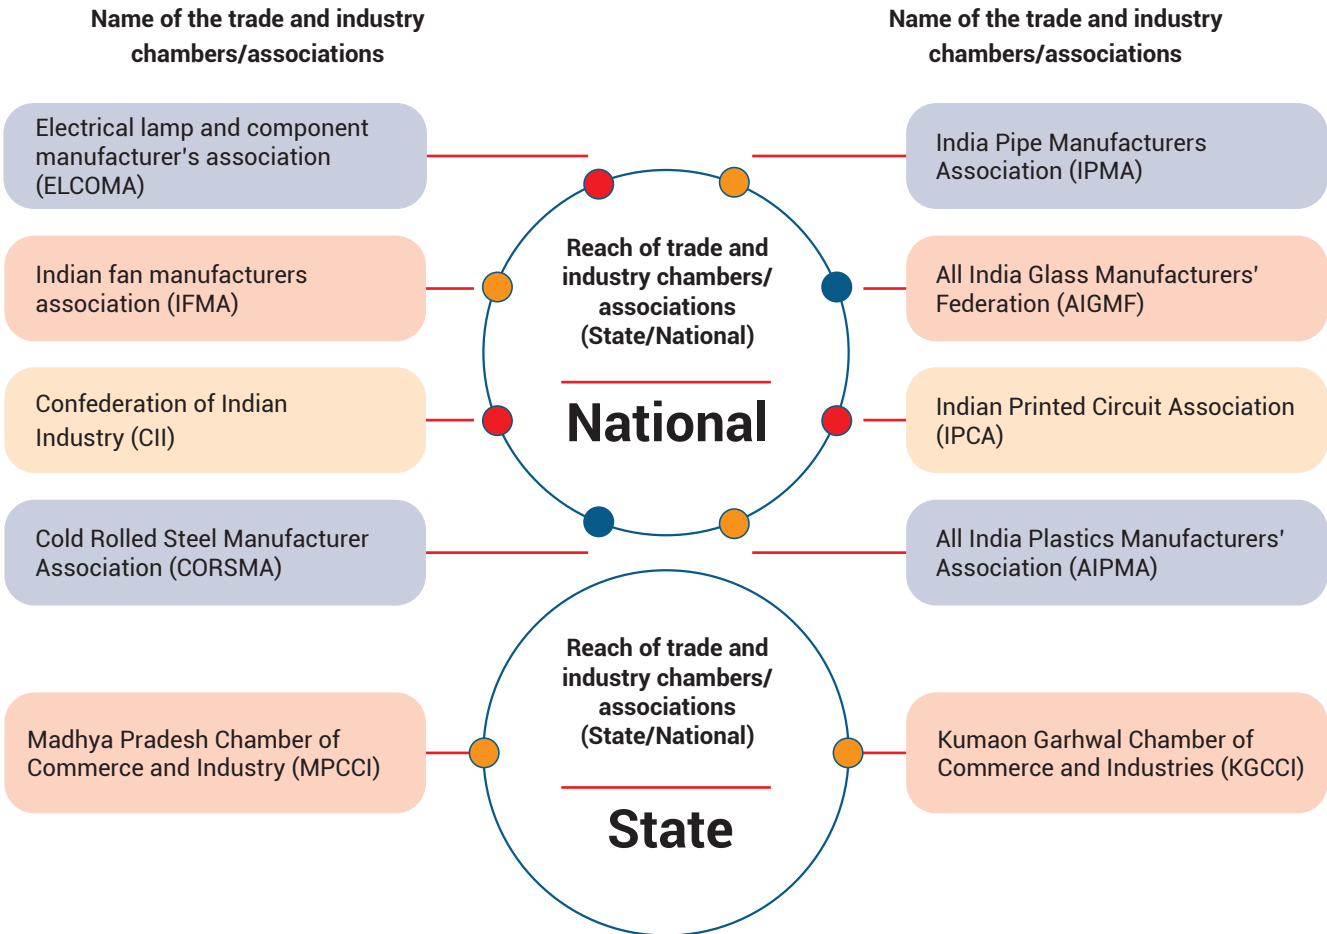 Name of the trade and industry
chambers/associations
Name of the trade and industry
chambers/associations
Electrical lamp and component
manufacturer's association
(ELCOMA)
Indian fan manufacturers
association (IFMA)
Confederation of Indian
Industry (CII)
Cold Rolled Steel Manufacturer
Association (CORSMA)
Reach of trade and
industry chambers/
associations
(State/National)
National
India Pipe Manufacturers
Association (IPMA)
All India Glass Manufacturers'
Federation (AIGMF)
Indian Printed Circuit Association
(IPCA)
All India Plastics Manufacturers'
Association (AIPMA)
Madhya Pradesh Chamber of
Commerce and Industry (MPCCI)
Reach of trade and
industry chambers/
associations
(State/National)
State
Kumaon Garhwal Chamber of
Commerce and Industries (KGCCI)